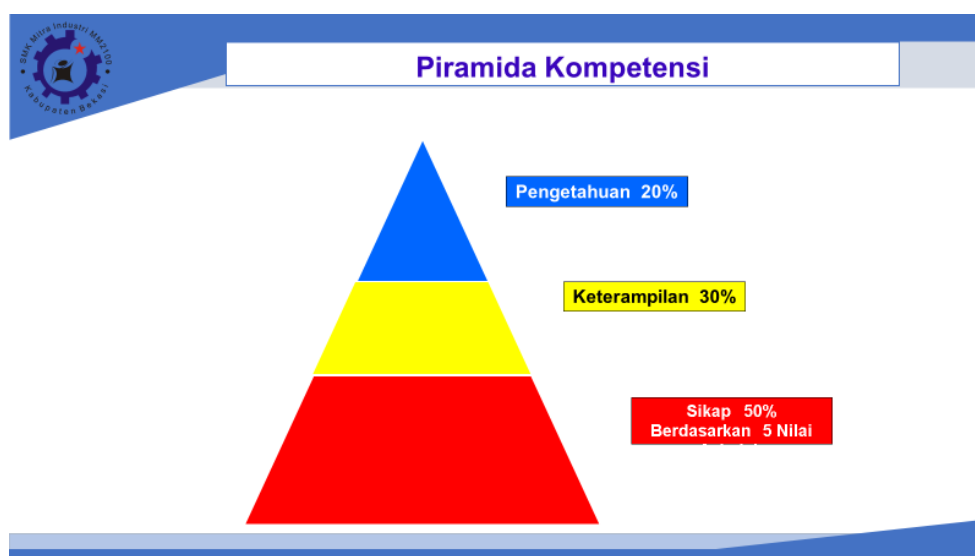 SMK Mitra Industri MM2100
Kabupaten Bekasi
Piramida Kompetensi
Pengetahuan 20%
Keterampilan 30%
Sikap 50%
Berdasarkan 5 Nilai